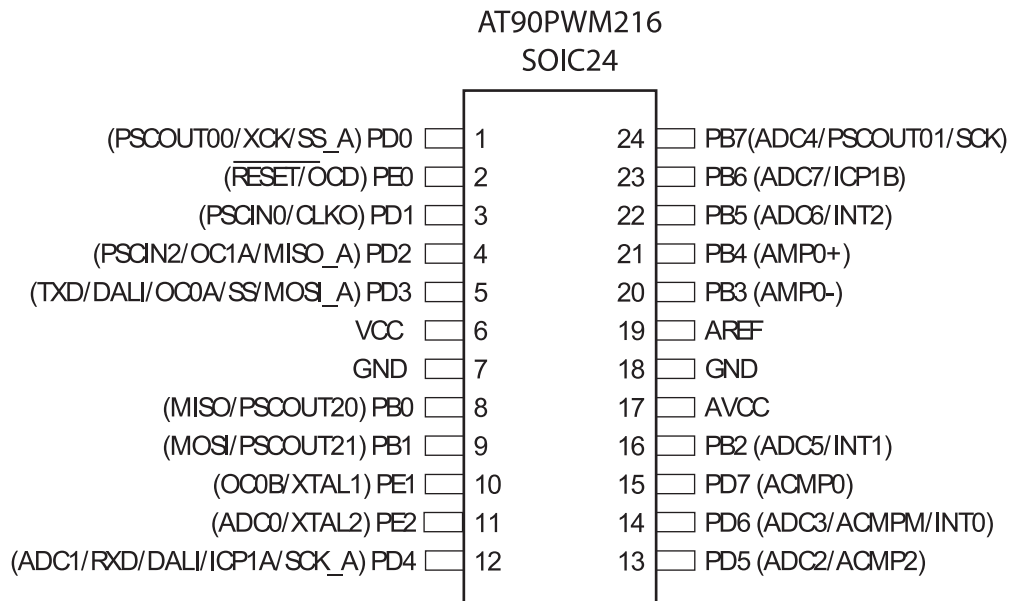 AT90PWM216
SOIC24
(PSCOUT00/XCK/SS_A) PD0 1 24 PB7(ADC4/PSCOUT01/SCK)
(RESET/OCD) PE0 2 23 PB6 (ADC7/ICP1B)
(PSCIN0/CLKO) PD1 3 22 PB5 (ADC6/INT2)
(PSCIN2/OC1A/MISO_A) PD2 4 21 PB4 (AMP0+)
(TXD/DALI/OC0A/SS/MOSI_A) PD3 5 20 PB3 (AMP0-)
VCC 6 19 AREF
GND 7 18 GND
(MISO/PSCOUT20) PB0 8 17 AVCC
(MOSI/PSCOUT21) PB1 9 16 PB2 (ADC5/INT1)
(OC0B/XTAL1) PE1 10 15 PD7 (ACMP0)
(ADC0/XTAL2) PE2 11 14 PD6 (ADC3/ACMPM/INT0)
(ADC1/RXD/DALI/ICP1A/SCK_A) PD4 12 13 PD5 (ADC2/ACMP2)